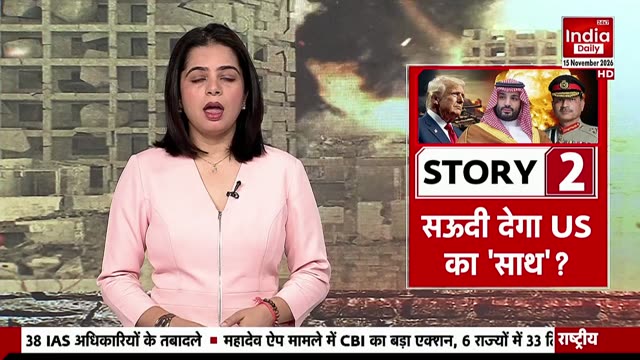 24x7
India
Daily
15 November 2026
HD
STORY 2
सऊदी देगा US
का 'साथ'?
38 IAS अधिकारियों के तबादले ▪ महादेव ऐप मामले में CBI का बड़ा एक्शन, 6 राज्यों में 33
राष्ट्रीय